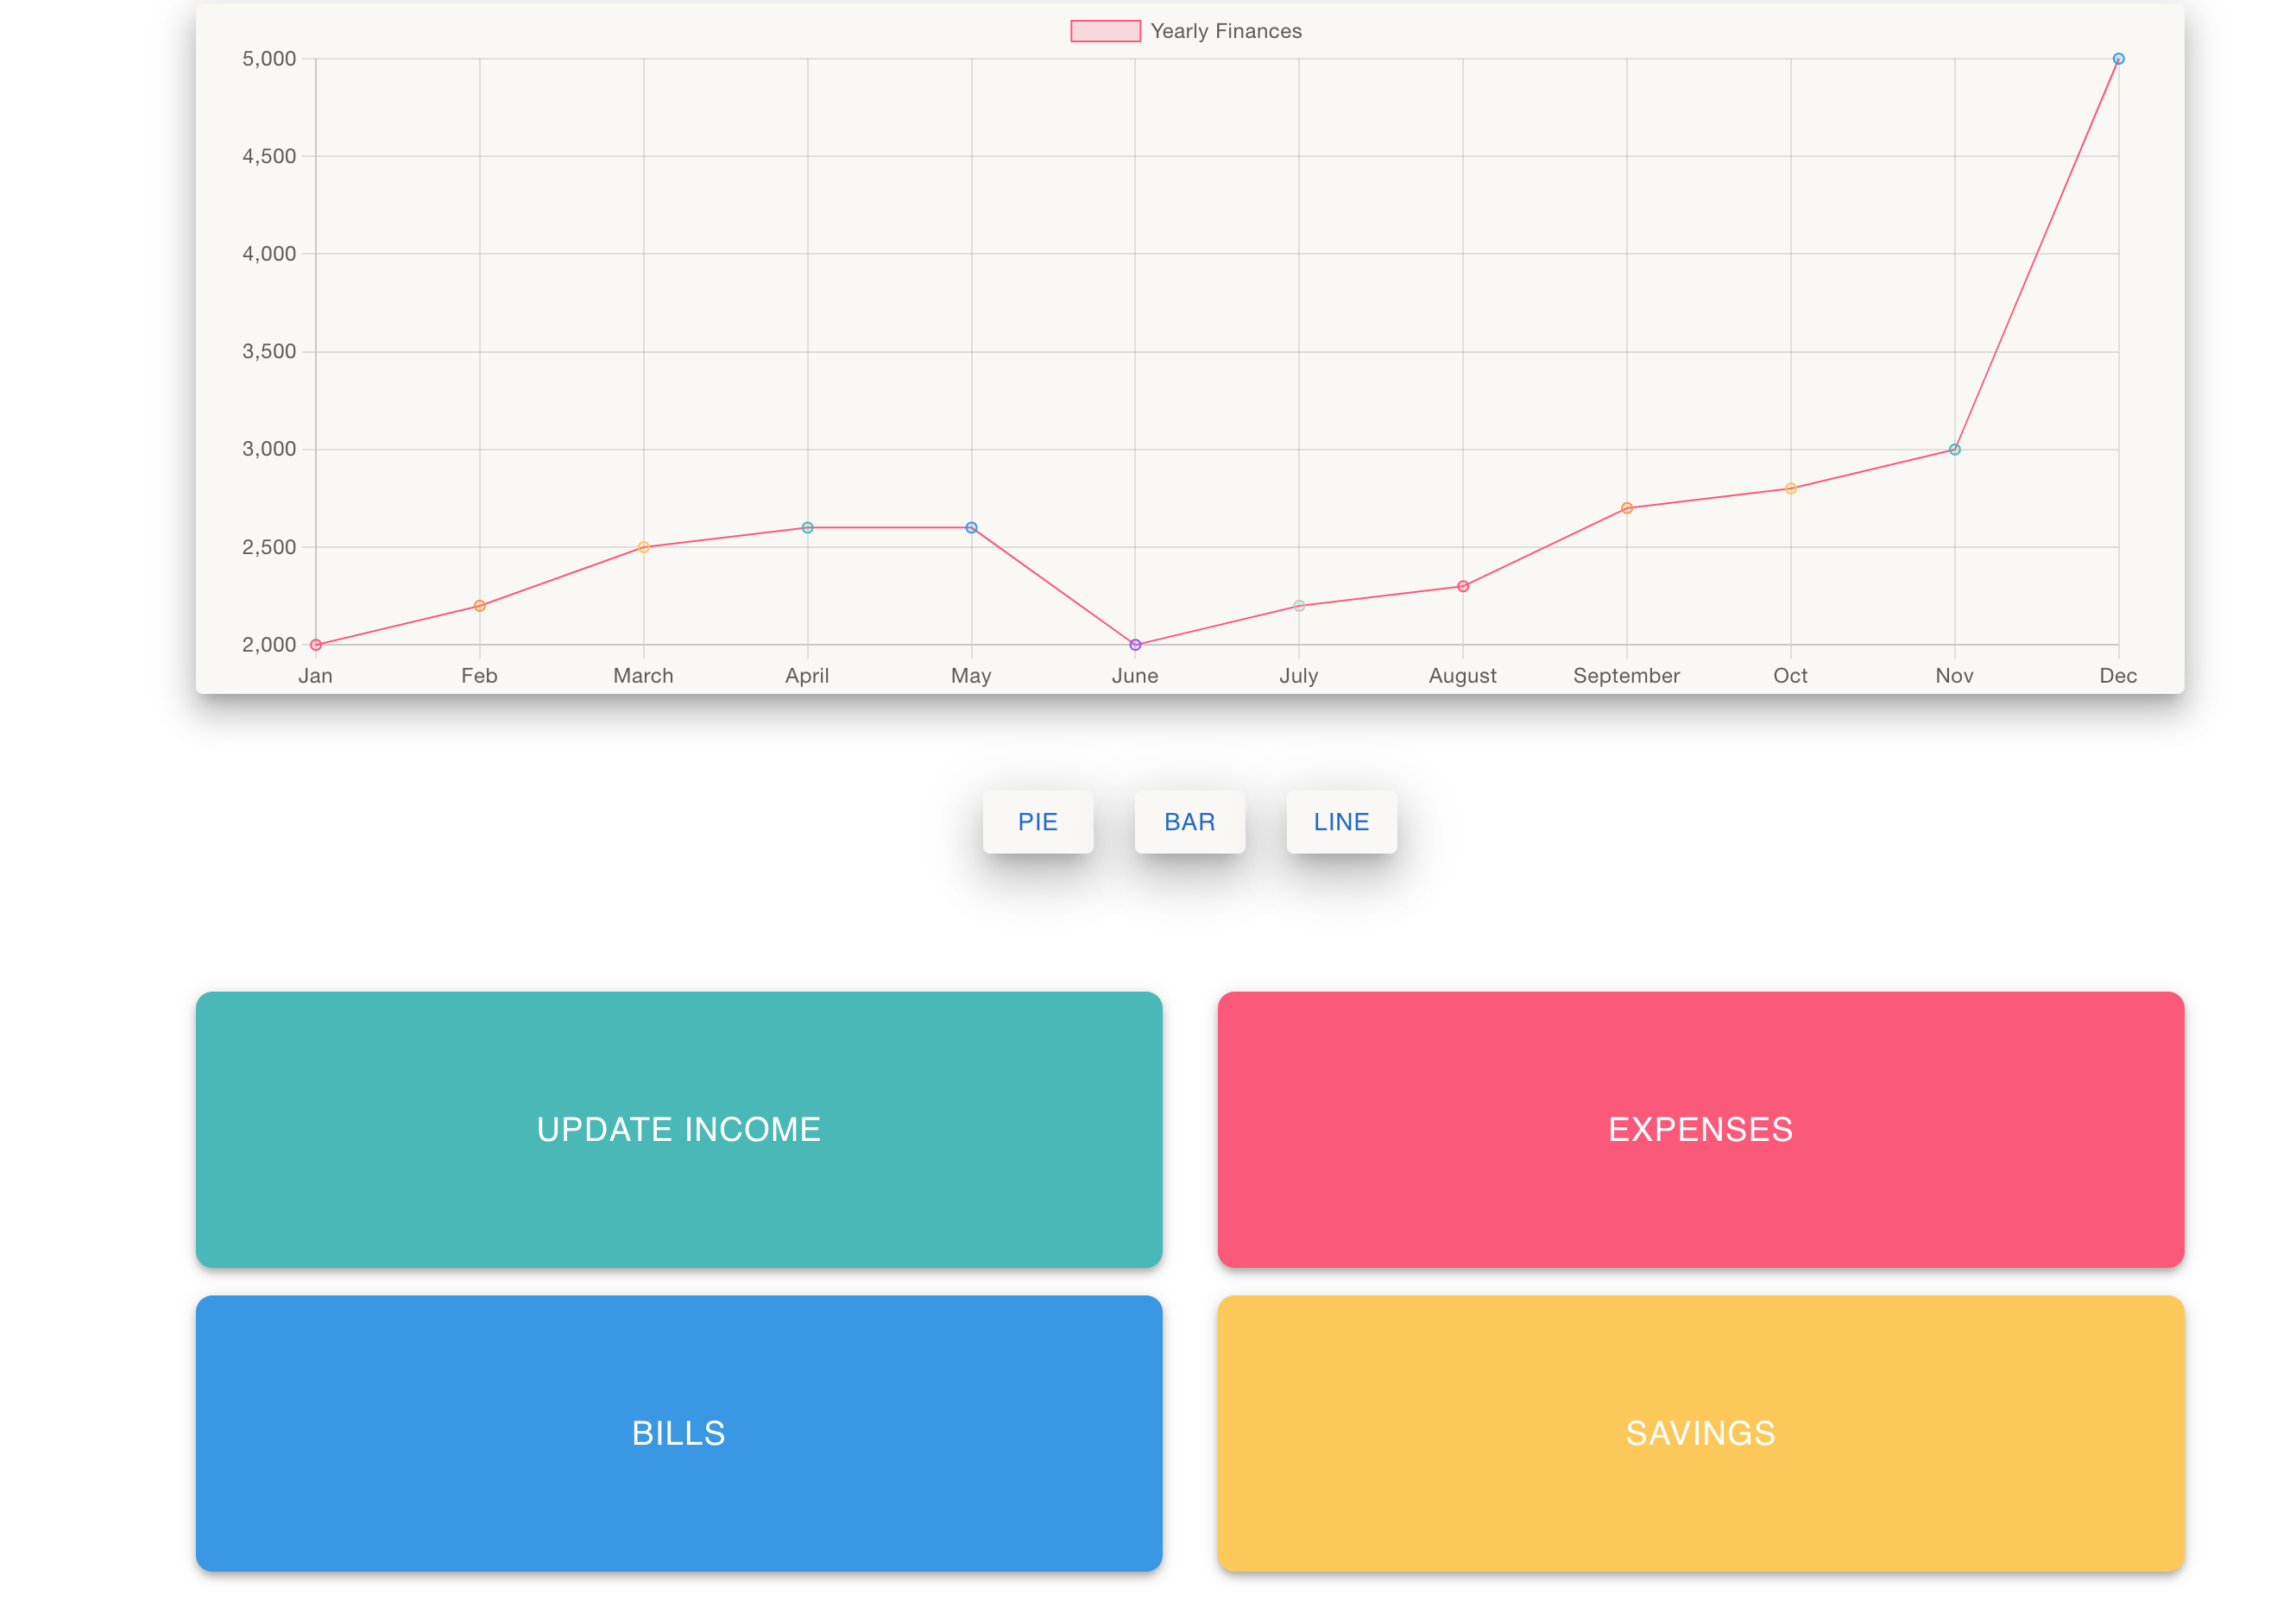 Yearly Finances
5,000
4,500
4,000
3,500
3,000
2,500
2,000
Jan Feb March April May June July August September Oct Nov Dec
PIE BAR LINE
UPDATE INCOME EXPENSES
BILLS SAVINGS